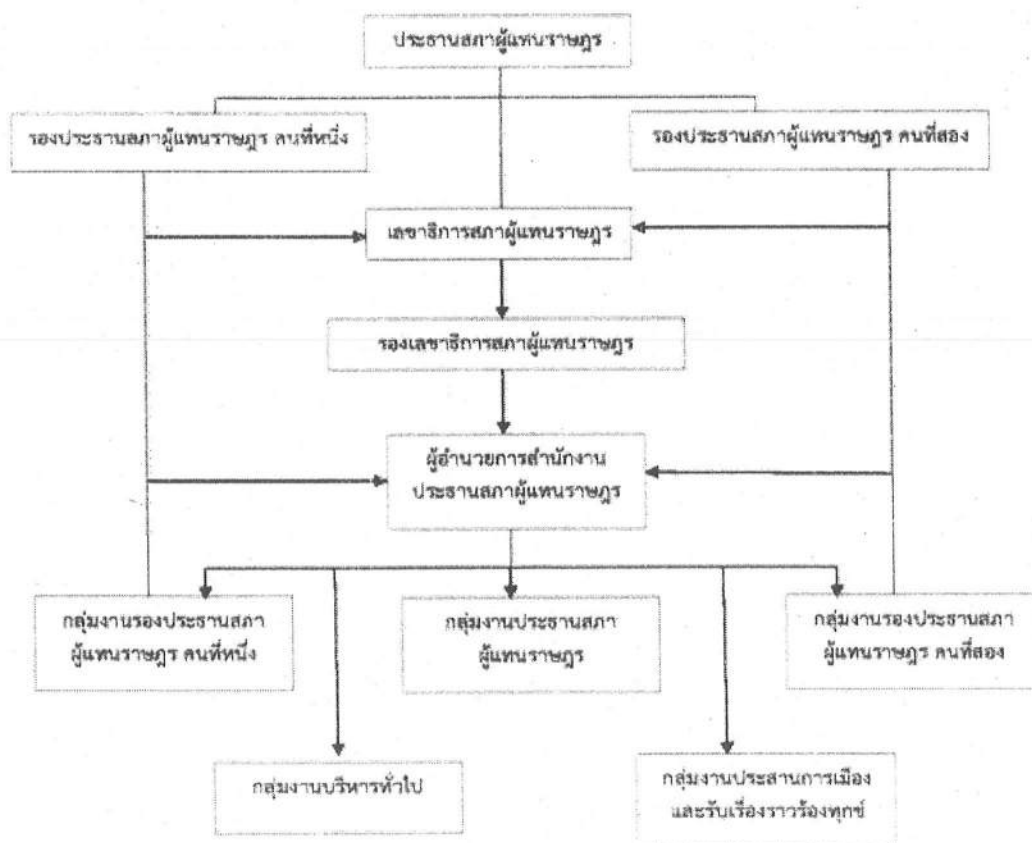 ประธานสภาผู้แทนราษฎร
รองประธานสภาผู้แทนราษฎร คนที่หนึ่ง
รองประธานสภาผู้แทนราษฎร คนที่สอง
เลขาธิการสภาผู้แทนราษฎร
รองเลขาธิการสภาผู้แทนราษฎร
ผู้อำนวยการสำนักงาน
ประธานสภาผู้แทนราษฎร
กลุ่มงานรองประธานสภา
ผู้แทนราษฎร คนที่หนึ่ง
กลุ่มงานประธานสภา
ผู้แทนราษฎร
กลุ่มงานรองประธานสภา
ผู้แทนราษฎร คนที่สอง
กลุ่มงานบริหารทั่วไป
กลุ่มงานประสานการเมือง
และรับเรื่องราวร้องทุกข์